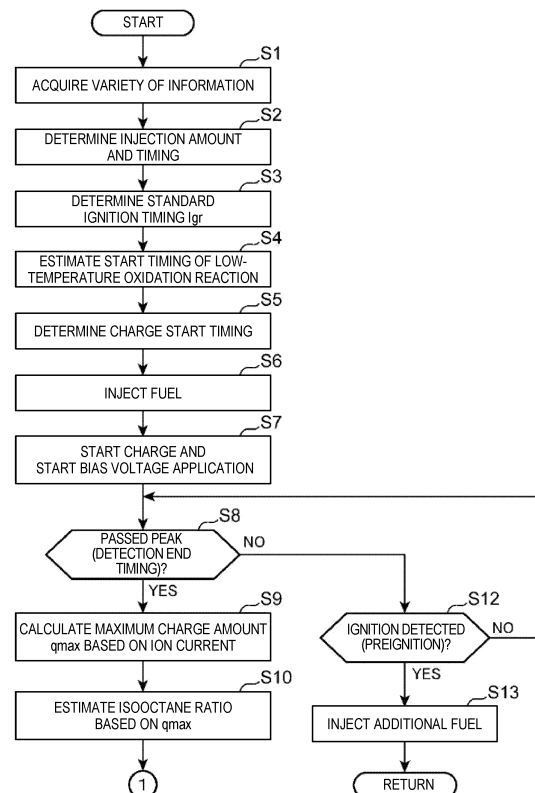 START
S1
ACQUIRE VARIETY OF INFORMATION
S2
DETERMINE INJECTION AMOUNT
AND TIMING
S3
DETERMINE STANDARD
IGNITION TIMING Igr
S4
ESTIMATE START TIMING OF LOW-
TEMPERATURE OXIDATION REACTION
S5
DETERMINE CHARGE START TIMING
S6
INJECT FUEL
S7
START CHARGE AND
START BIAS VOLTAGE APPLICATION
S8
PASSED PEAK
(DETECTION END
TIMING)?
NO
YES
S9
CALCULATE MAXIMUM CHARGE AMOUNT
qmax BASED ON ION CURRENT
S10
ESTIMATE ISOOCTANE RATIO
BASED ON qmax
1
S12
IGNITION DETECTED
(PREIGNITION)?
NO
YES
S13
INJECT ADDITIONAL FUEL
RETURN